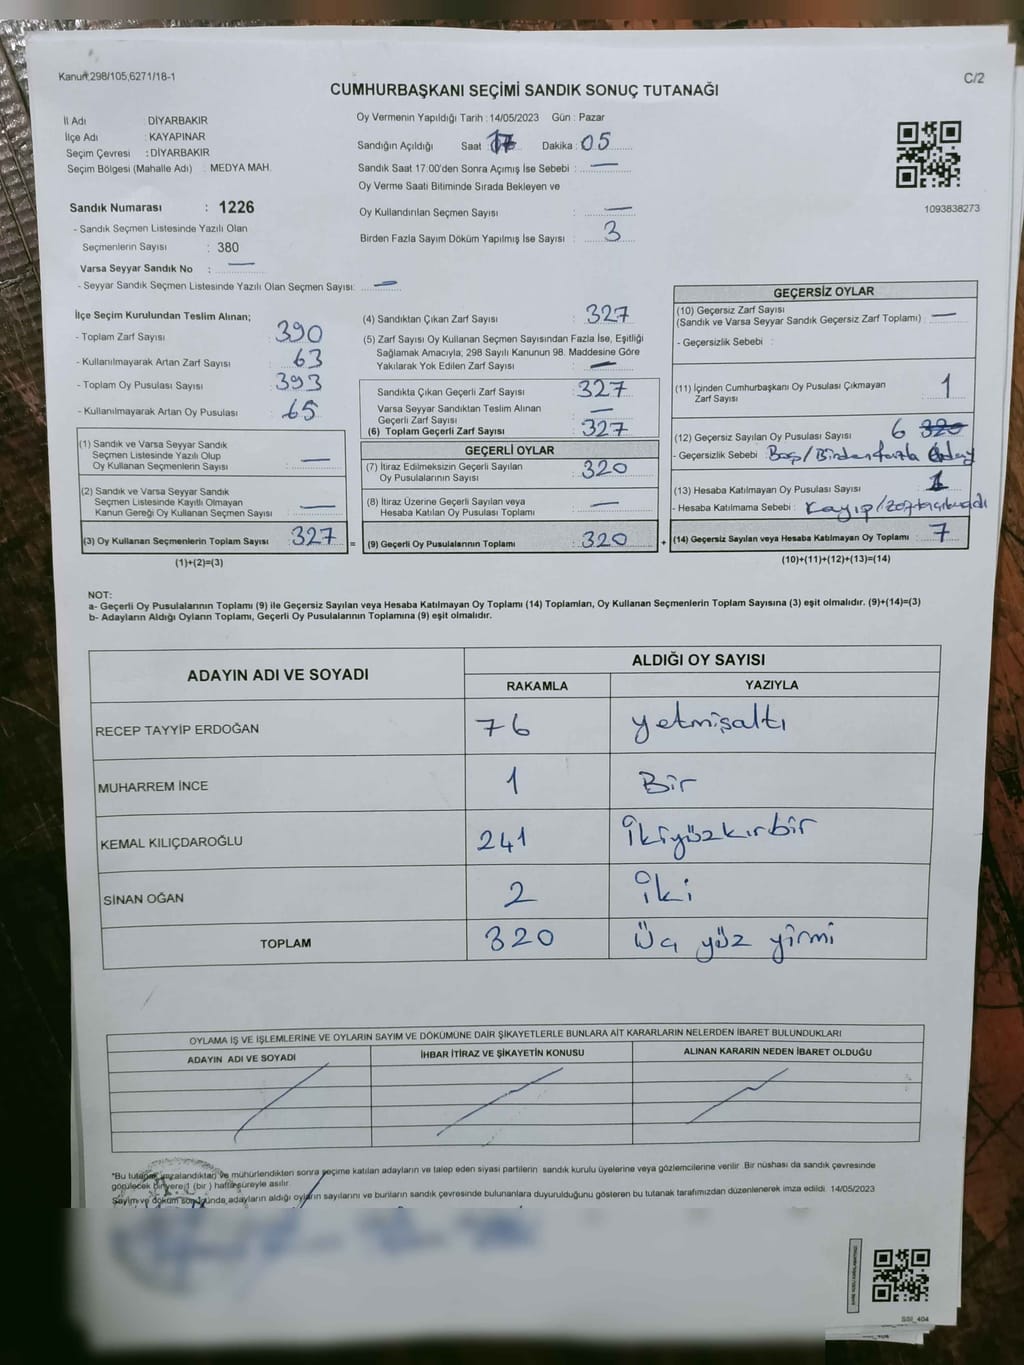 Kanun,298/105,6271/18-1
C/2
CUMHURBAŞKANI SEÇİMİ SANDIK SONUÇ TUTANAĞI
İl Adı : DİYARBAKIR
İlçe Adı : KAYAPINAR
Seçim Çevresi : DİYARBAKIR
Seçim Bölgesi (Mahalle Adı) : MEDYA MAH.
Oy Vermenin Yapıldığı Tarih : 14/05/2023 Gün : Pazar
Sandığın Açıldığı Saat : 17 Dakika : 05
Sandık Saat 17.00'den Sonra Açımış İse Sebebi : —
Oy Verme Saati Bitiminde Sırada Bekleyen ve
Oy Kullandırılan Seçmen Sayısı : —
Birden Fazla Sayım Döküm Yapılmış İse Sayısı : 3
1093838273
Sandık Numarası : 1226
- Sandık Seçmen Listesinde Yazılı Olan
Seçmenlerin Sayısı : 380
Varsa Seyyar Sandık No : —
- Seyyar Sandık Seçmen Listesinde Yazılı Olan Seçmen Sayısı: —
İlçe Seçim Kurulundan Teslim Alınan;
- Toplam Zarf Sayısı : 390
- Kullanılmayarak Artan Zarf Sayısı : 63
- Toplam Oy Pusulası Sayısı : 393
- Kullanılmayarak Artan Oy Pusulası : 65
(1) Sandık ve Varsa Seyyar Sandık
Seçmen Listesinde Yazılı Olup
Oy Kullanan Seçmenlerin Sayısı : —
(2) Sandık ve Varsa Seyyar Sandık
Seçmen Listesinde Kayıtlı Olmayan
Kanun Gereği Oy Kullanan Seçmen Sayısı : —
(3) Oy Kullanan Seçmenlerin Toplam Sayısı : 327 =
(1)+(2)=(3)
(4) Sandıktan Çıkan Zarf Sayısı : 327
(5) Zarf Sayısı Oy Kullanan Seçmen Sayısından Fazla İse, Eşitliği
Sağlamak Amacıyla; 298 Sayılı Kanunun 98. Maddesine Göre
Yakılarak Yok Edilen Zarf Sayısı : —
Sandıkta Çıkan Geçerli Zarf Sayısı : 327
Varsa Seyyar Sandıktan Teslim Alınan
Geçerli Zarf Sayısı : —
(6) Toplam Geçerli Zarf Sayısı : 327
GEÇERLİ OYLAR
(7) İtiraz Edilmeksizin Geçerli Sayılan
Oy Pusulalarının Sayısı : 320
(8) İtiraz Üzerine Geçerli Sayılan veya
Hesaba Katılan Oy Pusulası Toplamı : —
(9) Geçerli Oy Pusulalarının Toplamı : 320 +
GEÇERSİZ OYLAR
(10) Geçersiz Zarf Sayısı
(Sandık ve Varsa Seyyar Sandık Geçersiz Zarf Toplamı) : —
- Geçersizlik Sebebi :
(11) İçinden Cumhurbaşkanı Oy Pusulası Çıkmayan
Zarf Sayısı : 1
(12) Geçersiz Sayılan Oy Pusulası Sayısı : 6 320
- Geçersizlik Sebebi : Boş/Birden fazla Aday
(13) Hesaba Katılmayan Oy Pusulası Sayısı :
- Hesaba Katılmama Sebebi : Kayıp/
(14) Geçersiz Sayılan veya Hesaba Katılmayan Oy Toplamı : 7
(10)+(11)+(12)+(13)=(14)
NOT:
a- Geçerli Oy Pusulalarının Toplamı (9) ile Geçersiz Sayılan veya Hesaba Katılmayan Oy Toplamı (14) Toplamları, Oy Kullanan Seçmenlerin Toplam Sayısına (3) eşit olmalıdır. (9)+(14)=(3)
b- Adayların Aldığı Oyların Toplamı, Geçerli Oy Pusulalarının Toplamına (9) eşit olmalıdır.
ADAYIN ADI VE SOYADI
ALDIĞI OY SAYISI
RAKAMLA YAZIYLA
RECEP TAYYİP ERDOĞAN 76 yetmişaltı
MUHARREM İNCE 1 Bir
KEMAL KILIÇDAROĞLU 241 İkiyüzkırbir
SİNAN OĞAN 2 İki
TOPLAM 320 Üç yüz yirmi
OYLAMA İŞ VE İŞLEMLERİNE VE OYLARIN SAYIM VE DÖKÜMÜNE DAİR ŞİKAYETLERLE BUNLARA AİT KARARLARIN NELERDEN İBARET BULUNDUKLARI
ADAYIN ADI VE SOYADI İHBAR İTİRAZ VE ŞİKAYETİN KONUSU ALINAN KARARIN NEDEN İBARET OLDUĞU
"Bu tutanak imzalandıktan ve mühürlendikten sonra seçime katılan adayların ve talep eden siyasi partilerin sandık kurulu üyelerine veya gözlemcilerine verilir. Bir nüshası da sandık çevresinde
görülecek bir yere 1 (bir) hafta süreyle asılır.
Sayım ve döküm sonucunda, adayların aldığı oyların sayılarını ve bunların sandık çevresinde bulunanlara duyurulduğunu gösteren bu tutanak tarafımızdan düzenlenerek imza edildi. 14/05/2023
SSI_404